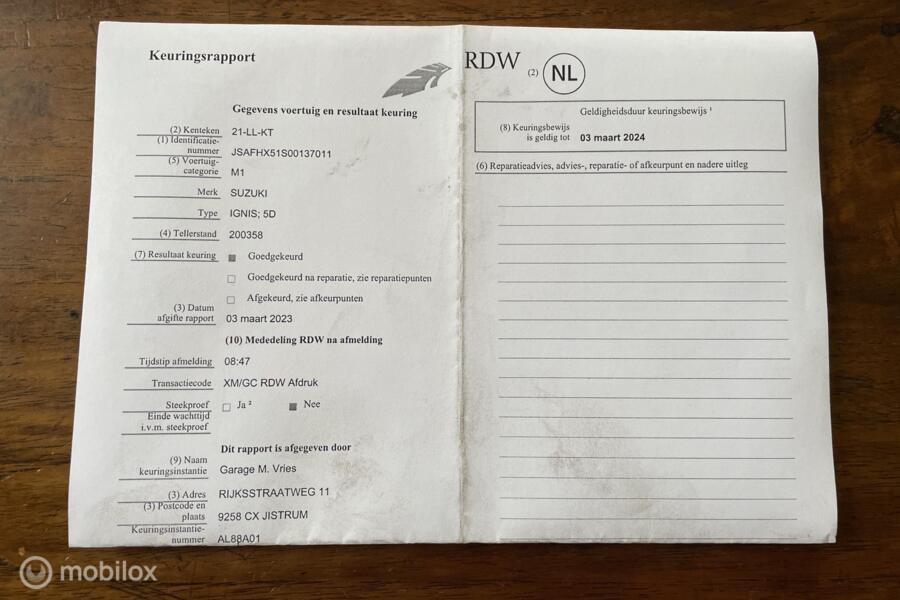 Keuringsrapport
Gegevens voertuig en resultaat keuring
(2) Kenteken 21-LL-KT
(1) Identificatie-
nummer JSAFHX51S00137011
(5) Voertuig-
categorie M1
Merk SUZUKI
Type IGNIS; 5D
(4) Tellerstand 200358
(7) Resultaat keuring Goedgekeurd
Goedgekeurd na reparatie, zie reparatiepunten
Afgekeurd, zie afkeurpunten
(3) Datum
afgifte rapport 03 maart 2023
(10) Mededeling RDW na afmelding
Tijdstip afmelding 08:47
Transactiecode XM/GC RDW Afdruk
Steekproef Ja ² Nee
Einde wachttijd
i.v.m. steekproef
Dit rapport is afgegeven door
(9) Naam
keuringsinstantie Garage M. Vries
(3) Adres RIJKSSTRAATWEG 11
(3) Postcode en
plaats 9258 CX JISTRUM
Keuringsinstantie-
nummer AL88A01
RDW (2) NL
Geldigheidsduur keuringsbewijs ¹
(8) Keuringsbewijs
is geldig tot 03 maart 2024
(6) Reparatieadvies, advies-, reparatie- of afkeurpunt en nadere uitleg
mobilox